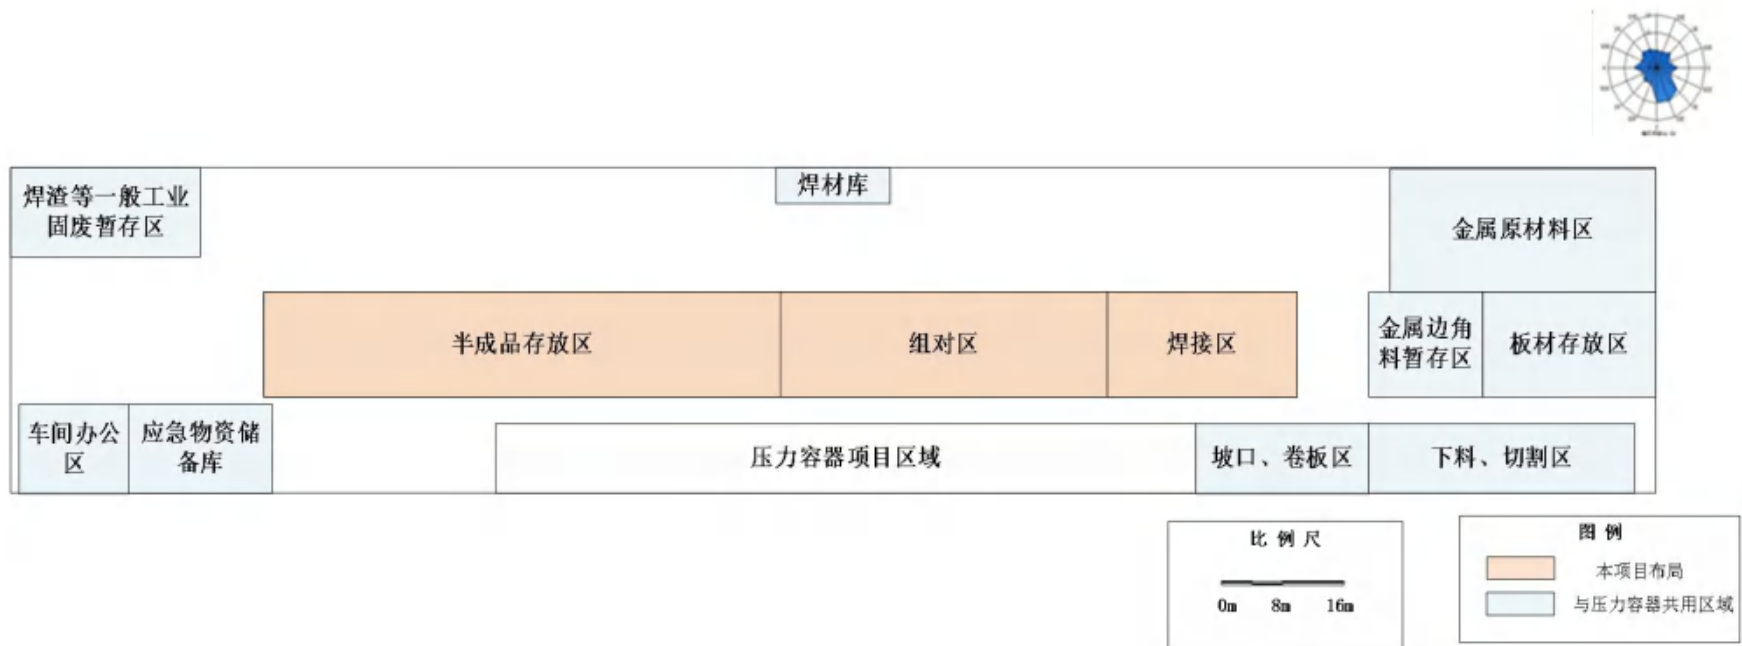 焊渣等一般工业
固废暂存区
焊材库
金属原材料区
半成品存放区
组对区
焊接区
金属边角
料暂存区
板材存放区
车间办公
区
应急物资储
备库
压力容器项目区域
坡口、卷板区
下料、切割区
比例尺
0m 8m 16m
图例
本项目布局
与压力容器共用区域